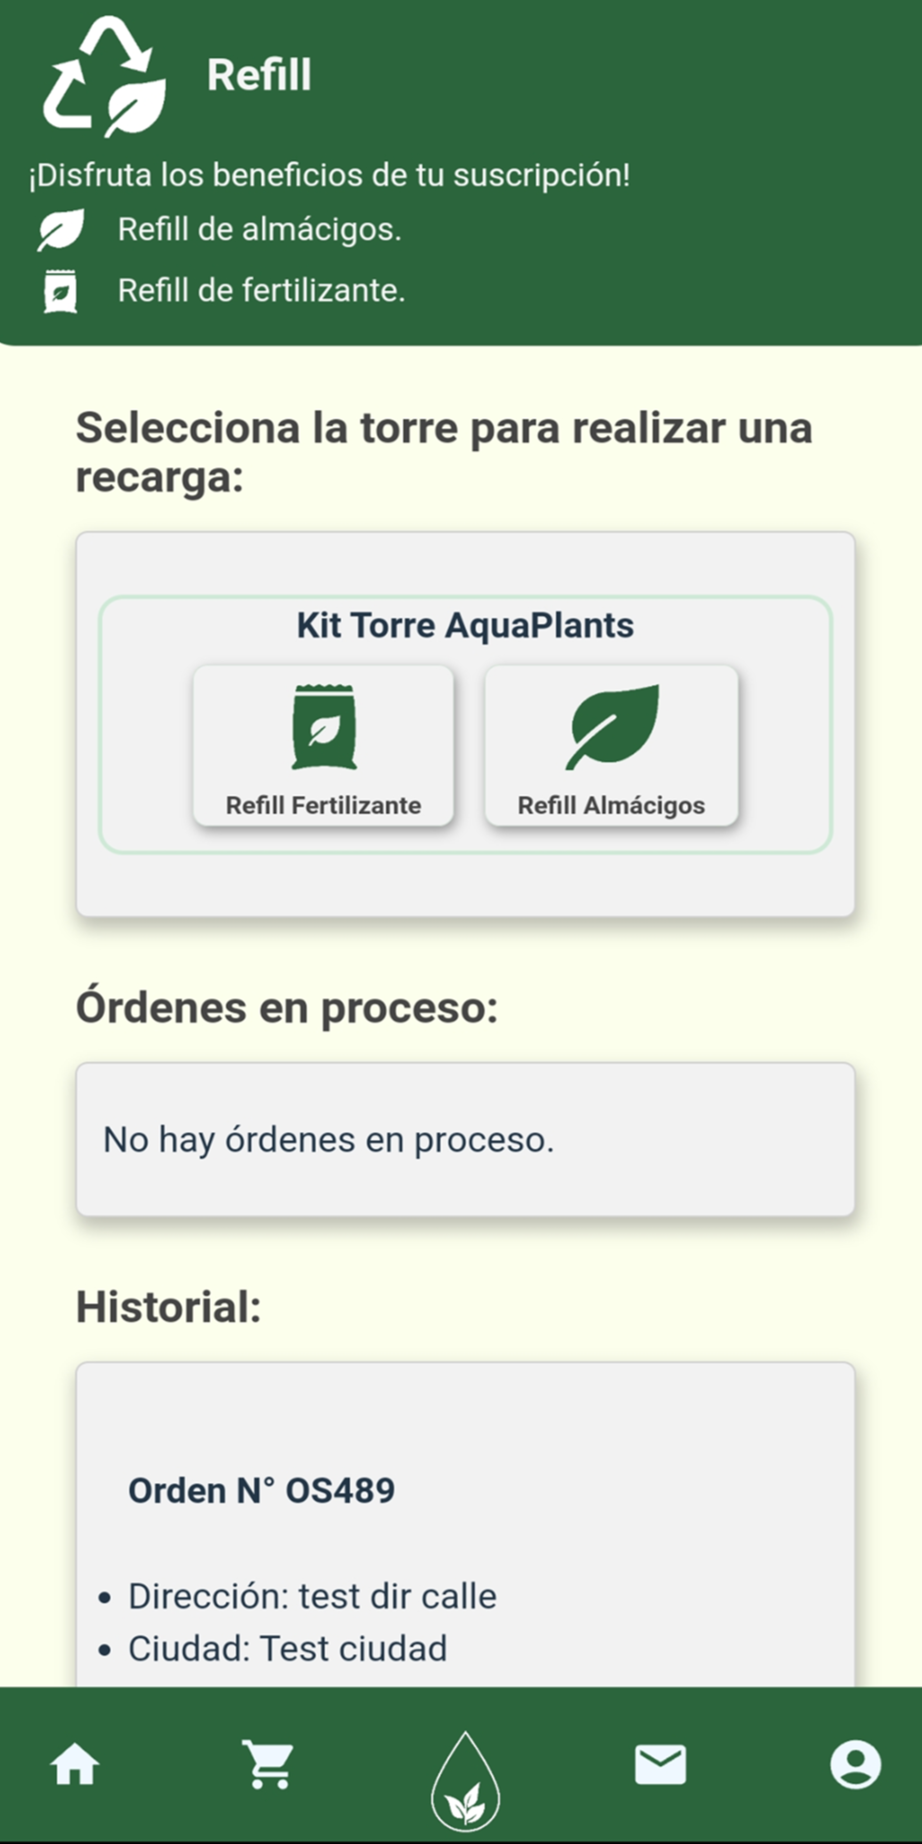 Refill
¡Disfruta los beneficios de tu suscripción!
Refill de almácigos.
Refill de fertilizante.
Selecciona la torre para realizar una
recarga:
Kit Torre AquaPlants
Refill Fertilizante
Refill Almácigos
Órdenes en proceso:
No hay órdenes en proceso.
Historial:
Orden N° OS489
• Dirección: test dir calle
• Ciudad: Test ciudad